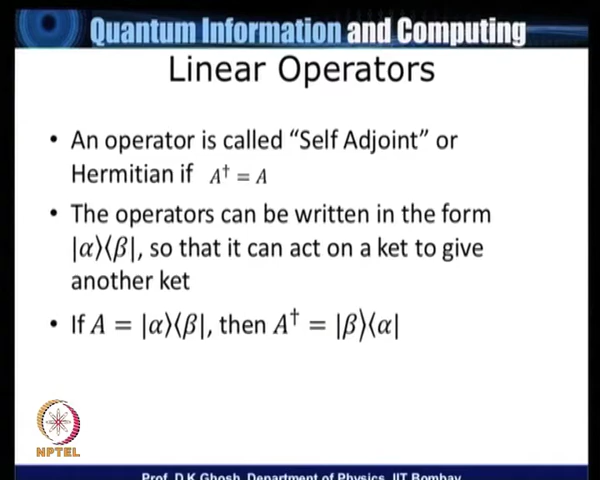 Quantum Information and Computing
Linear Operators
• An operator is called “Self Adjoint” or
Hermitian if A† = A
• The operators can be written in the form
|α⟩⟨β|, so that it can act on a ket to give
another ket
• If A = |α⟩⟨β|, then A† = |β⟩⟨α|
NPTEL
Prof. D.K Ghosh, Department of Physics, IIT Bombay